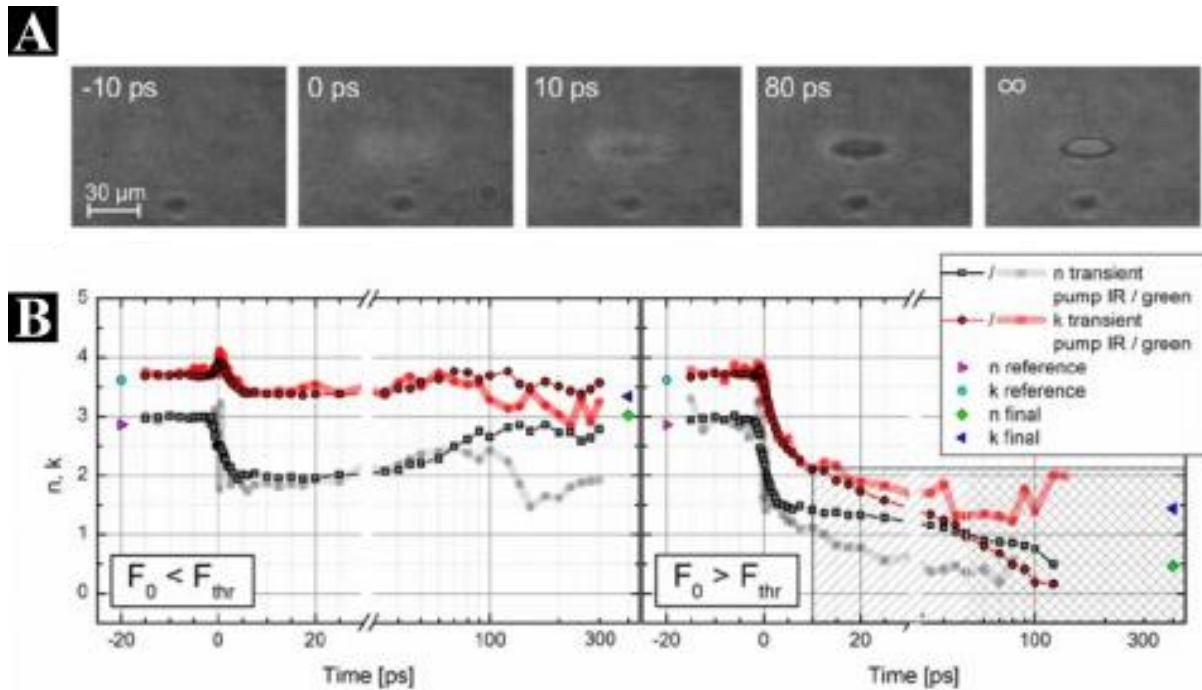 A
-10 ps
0 ps
10 ps
80 ps
∞
30 µm
B
n transient
pump IR / green
k transient
pump IR / green
n reference
k reference
n final
k final
n, k
5
4
3
2
1
0
F0 < Fthr
F0 > Fthr
-20 0 20 100 300 -20 0 20 100 300
Time [ps] Time [ps]